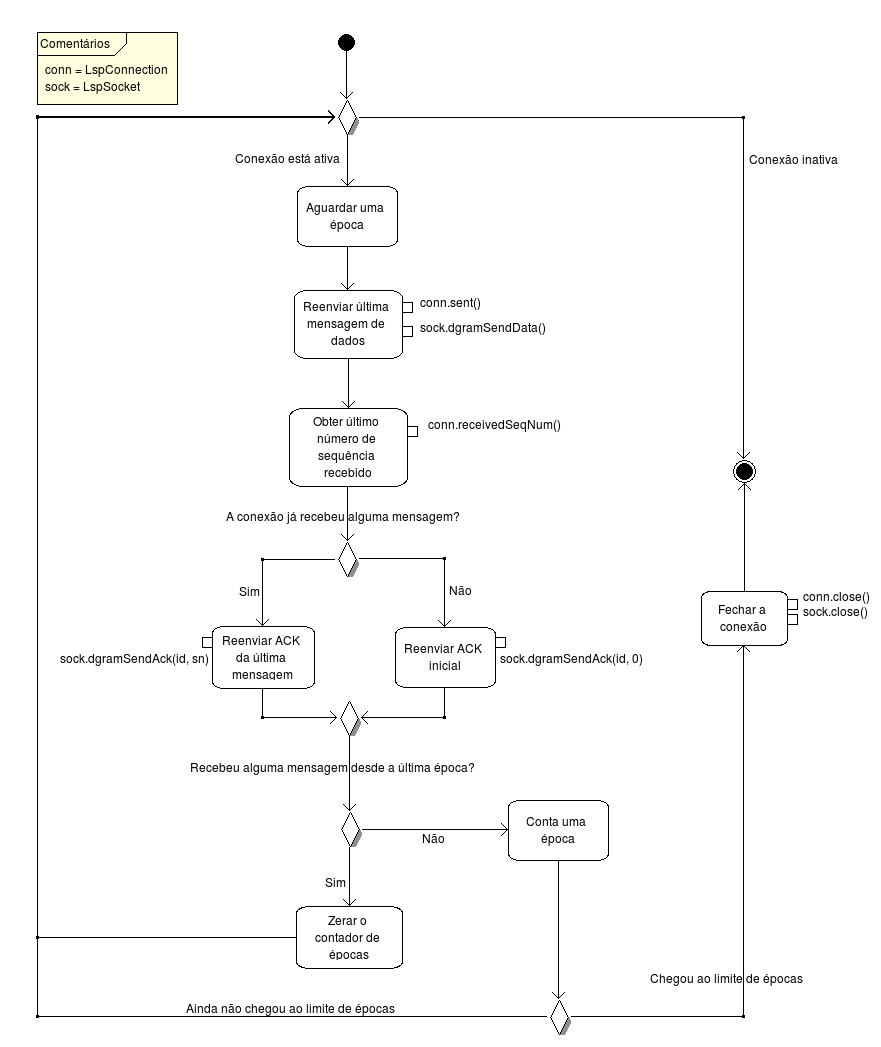 Comentários
conn = LspConnection
sock = LspSocket
Conexão está ativa
Conexão inativa
Aguardar uma
época
Reenviar última
mensagem de
dados
conn.sent()
sock.dgramSendData()
Obter último
número de
sequência
recebido
conn.receivedSeqNum()
A conexão já recebeu alguma mensagem?
Sim
Não
Reenviar ACK
da última
mensagem
sock.dgramSendAck(id, sn)
Reenviar ACK
inicial
sock.dgramSendAck(id, 0)
Fechar a
conexão
conn.close()
sock.close()
Recebeu alguma mensagem desde a última época?
Não
Conta uma
época
Sim
Zerar o
contador de
épocas
Chegou ao limite de épocas
Ainda não chegou ao limite de épocas